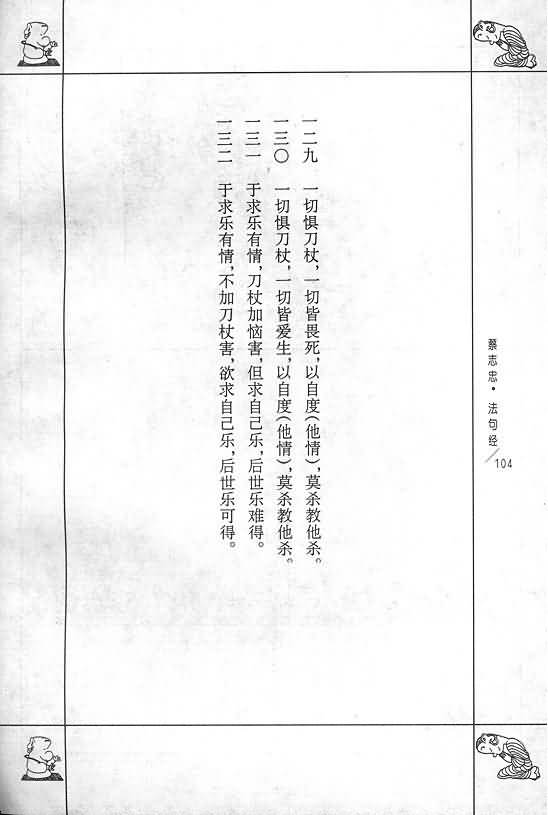 一二九 一切惧刀杖，一切皆畏死，以自度（他情），莫杀教他杀。
一三〇 一切惧刀杖，一切皆爱生，以自度（他情），莫杀教他杀。
一三一 于求乐有情，刀杖加恼害，但求自己乐，后世乐难得。
一三二 于求乐有情，不加刀杖害，欲求自己乐，后世乐可得。
蔡志忠·法句经/104